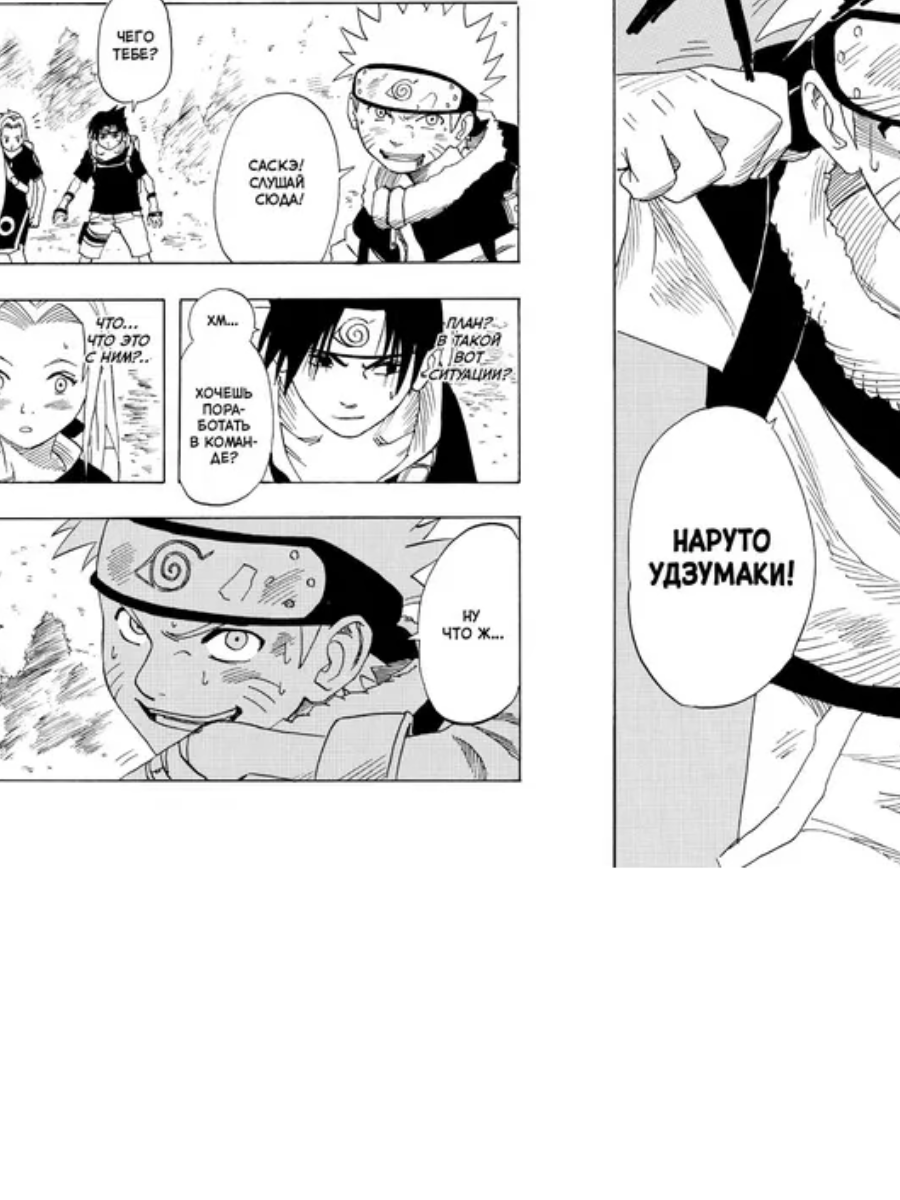 НАРУТО
УДЗУМАКИ!
САСКЭ!
СЛУШАЙ
СЮДА!
ЧЕГО
ТЕБЕ?
ПЛАН?
В ТАКОЙ
ВОТ
СИТУАЦИИ?
ХМ...
ХОЧЕШЬ
ПОРА-
БОТАТЬ
В КОМАН-
ДЕ?
ЧТО...
ЧТО ЭТО
С НИМ?..
НУ
ЧТО Ж...